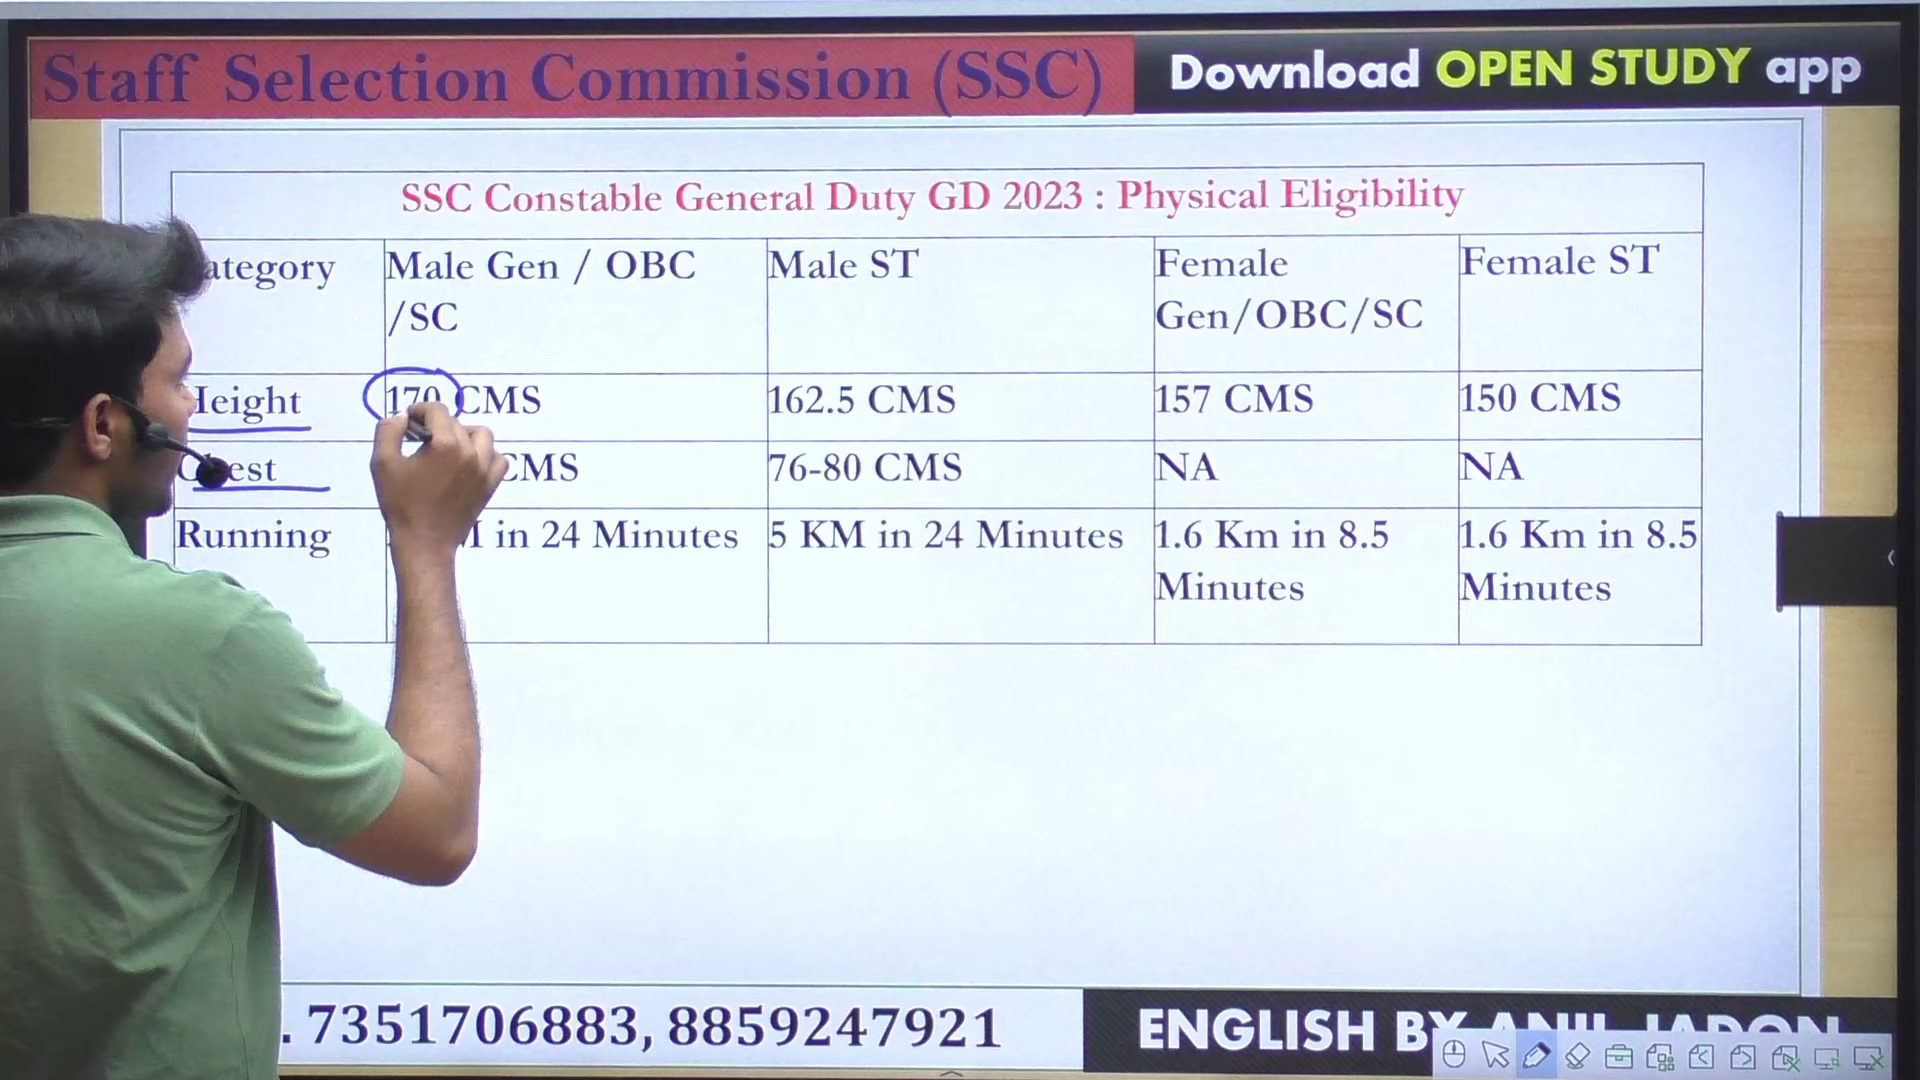 Staff Selection Commission (SSC)
Download OPEN STUDY app
SSC Constable General Duty GD 2023 : Physical Eligibility
Male Gen / OBC /SC
Male ST
Female Gen/OBC/SC
Female ST
Height
170 CMS
162.5 CMS
157 CMS
150 CMS
CMS
76-80 CMS
NA
NA
Running
in 24 Minutes
5 KM in 24 Minutes
1.6 Km in 8.5 Minutes
1.6 Km in 8.5 Minutes
7351706883, 8859247921
ENGLISH BY ANIL JADON